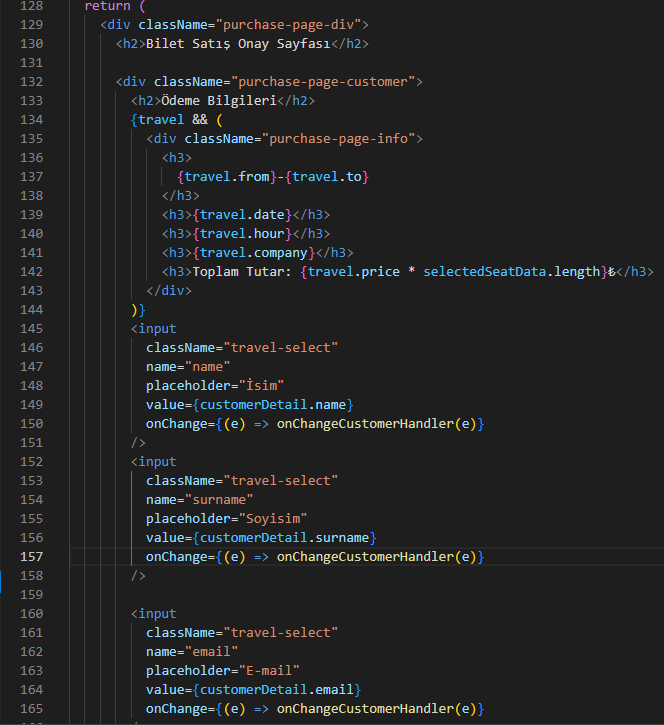 128 return (
129 <div className="purchase-page-div">
130 <h2>Bilet Satış Onay Sayfası</h2>
131
132 <div className="purchase-page-customer">
133 <h2>Ödeme Bilgileri</h2>
134 {travel && (
135 <div className="purchase-page-info">
136 <h3>
137 {travel.from}-{travel.to}
138 </h3>
139 <h3>{travel.date}</h3>
140 <h3>{travel.hour}</h3>
141 <h3>{travel.company}</h3>
142 <h3>Toplam Tutar: {travel.price * selectedSeatData.length}₺</h3>
143 </div>
144 )}
145 <input
146 className="travel-select"
147 name="name"
148 placeholder="İsim"
149 value={customerDetail.name}
150 onChange={(e) => onChangeCustomerHandler(e)}
151 />
152 <input
153 className="travel-select"
154 name="surname"
155 placeholder="Soyisim"
156 value={customerDetail.surname}
157 onChange={(e) => onChangeCustomerHandler(e)}
158 />
159
160 <input
161 className="travel-select"
162 name="email"
163 placeholder="E-mail"
164 value={customerDetail.email}
165 onChange={(e) => onChangeCustomerHandler(e)}